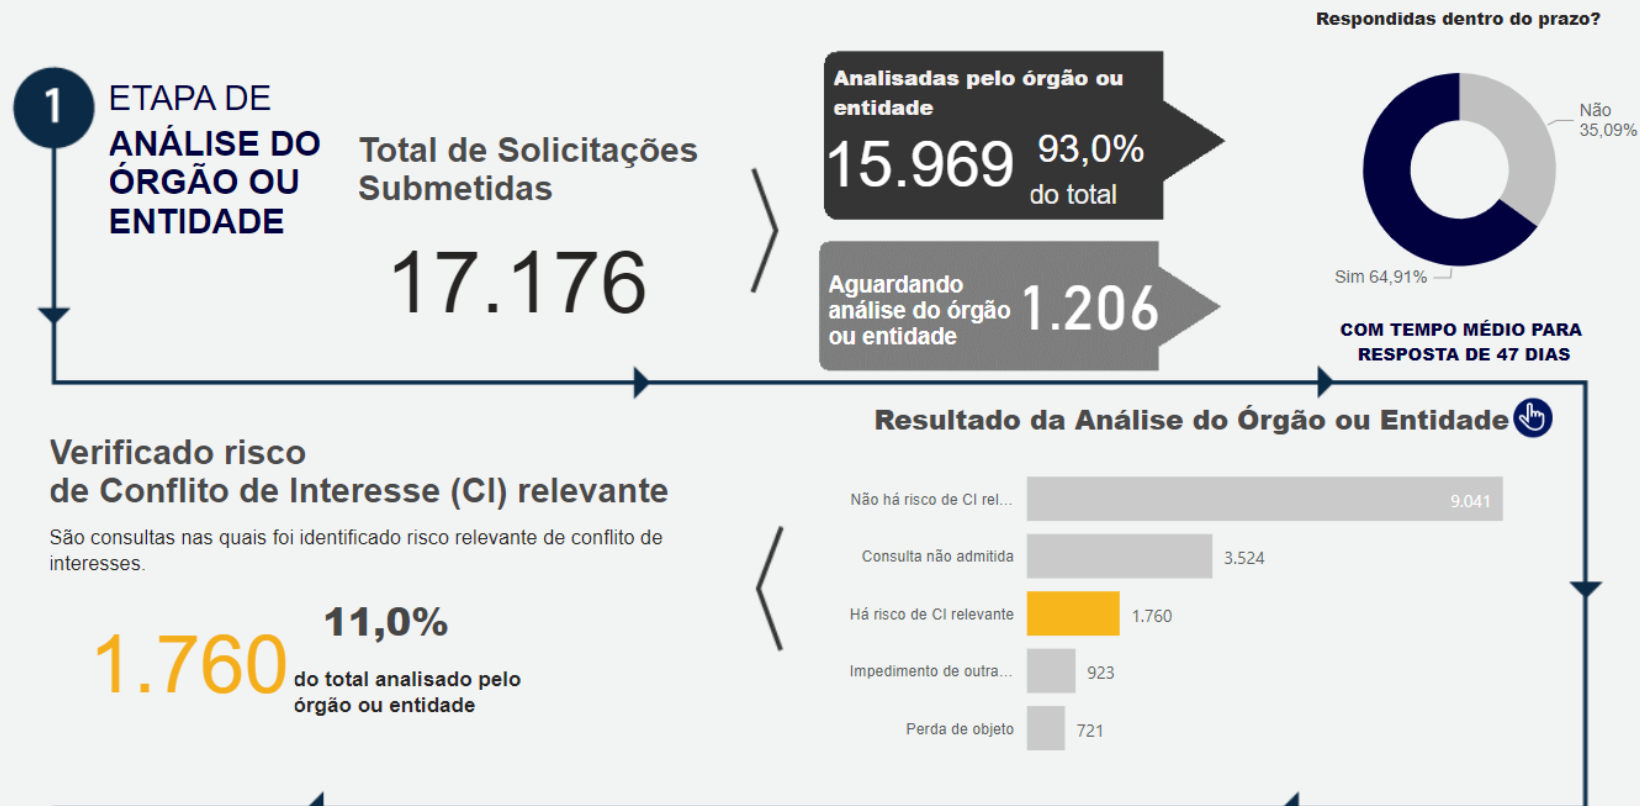 1
ETAPA DE
ANÁLISE DO
ÓRGÃO OU
ENTIDADE
Total de Solicitações
Submetidas
17.176
Analisadas pelo órgão ou
entidade
15.969
93,0%
do total
Aguardando
análise do órgão
ou entidade
1.206
Respondidas dentro do prazo?
Não
35,09%
Sim 64,91%
COM TEMPO MÉDIO PARA
RESPOSTA DE 47 DIAS
Verificado risco
de Conflito de Interesse (CI) relevante
São consultas nas quais foi identificado risco relevante de conflito de
interesses.
1.760
11,0%
do total analisado pelo
órgão ou entidade
Resultado da Análise do Órgão ou Entidade
Não há risco de CI rel... 9.041
Consulta não admitida 3.524
Há risco de CI relevante 1.760
Impedimento de outra... 923
Perda de objeto 721